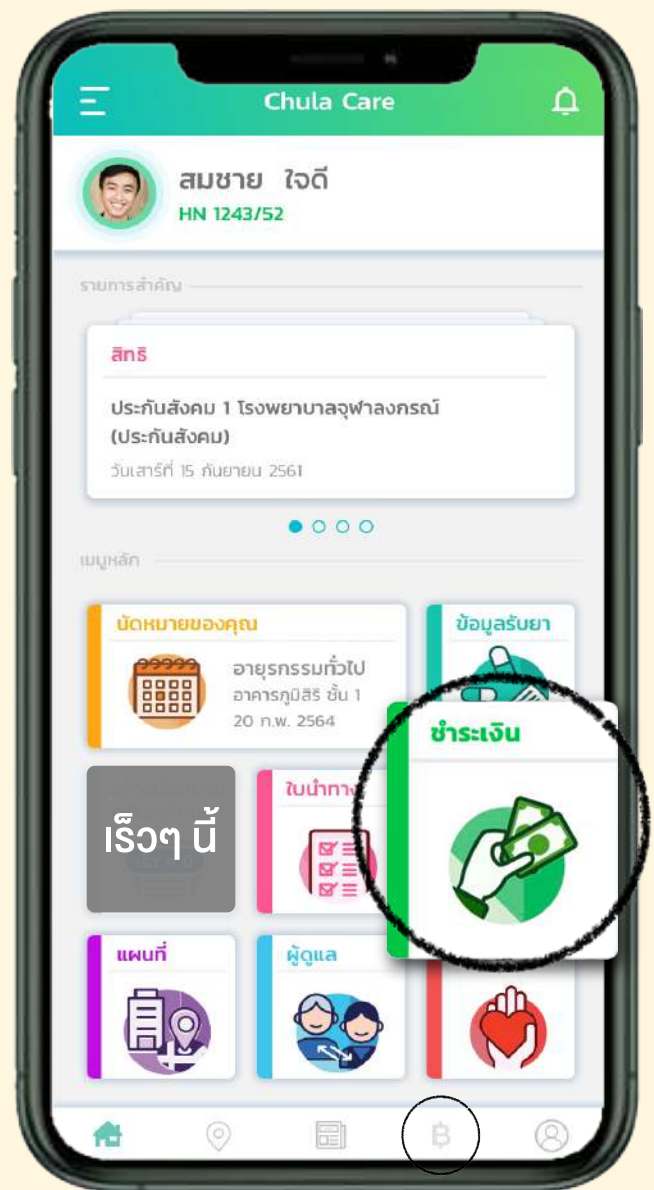 Chula Care
สมชาย ใจดี
HN 1243/52
รายการสำคัญ
สิทธิ
ประกันสังคม 1 โรงพยาบาลจุฬาลงกรณ์
(ประกันสังคม)
วันเสาร์ที่ 15 กันยายน 2561
เมนูหลัก
นัดหมายของคุณ
อายุรกรรมทั่วไป
อาคารภูมิสิริ ชั้น 1
20 ก.พ. 2564
ข้อมูลรับยา
ชำระเงิน
เร็วๆ นี้
ใบนำทาง
แผนที่
ผู้ดูแล
฿